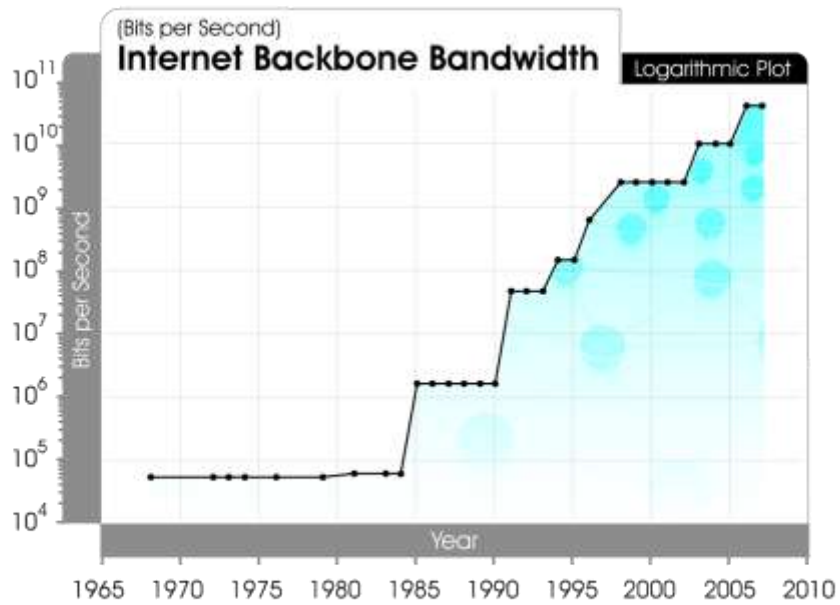 (Bits per Second)
Internet Backbone Bandwidth
Logarithmic Plot
10¹¹
10¹⁰
10⁹
10⁸
10⁷
10⁶
10⁵
10⁴
Bits per Second
Year
1965 1970 1975 1980 1985 1990 1995 2000 2005 2010